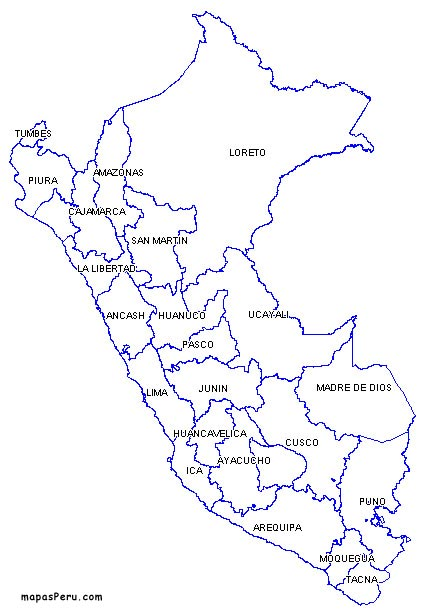 TUMBES
LORETO
AMAZONAS
PIURA
CAJAMARCA
SAN MARTIN
LA LIBERTAD
ANCASH
HUANUCO
UCAYALI
PASCO
LIMA
JUNIN
MADRE DE DIOS
HUANCAVELICA
CUSCO
AYACUCHO
ICA
PUNO
AREQUIPA
MOQUEGUA
TACNA
mapasPeru.com